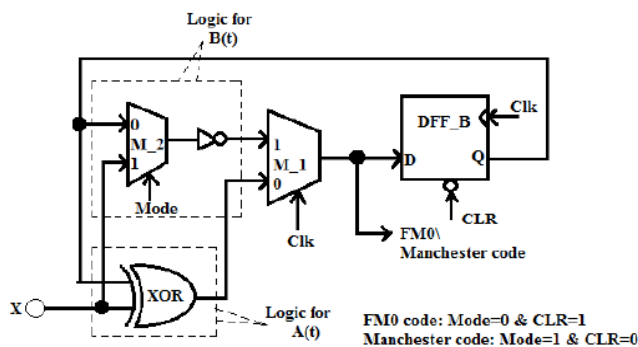 Logic for
B(t)
0
M_2
1
Mode
1
M_1
0
Clk
DFF_B
Clk
D
Q
CLR
FM0\
Manchester code
X
XOR
Logic for
A(t)
FM0 code: Mode=0 & CLR=1
Manchester code: Mode=1 & CLR=0